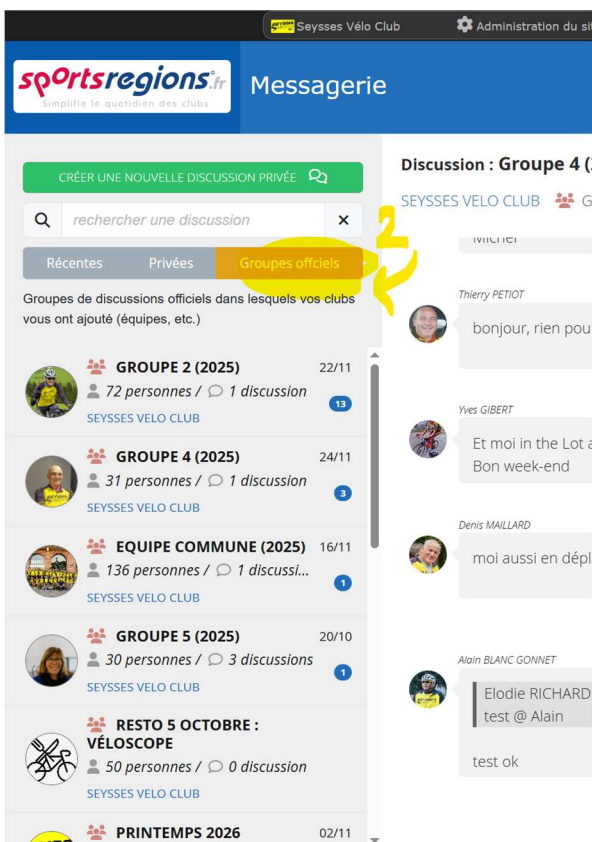 Seysses Vélo Club
Administration du si
sportsregions.fr
Simplifie le quotidien des clubs
Messagerie
CRÉER UNE NOUVELLE DISCUSSION PRIVÉE
rechercher une discussion
Récentes Privées Groupes offciels
2
Groupes de discussions officiels dans lesquels vos clubs
vous ont ajouté (équipes, etc.)
GROUPE 2 (2025) 22/11
72 personnes / 1 discussion
13
SEYSSES VELO CLUB
GROUPE 4 (2025) 24/11
31 personnes / 1 discussion
3
SEYSSES VELO CLUB
EQUIPE COMMUNE (2025) 16/11
136 personnes / 1 discussi...
1
SEYSSES VELO CLUB
GROUPE 5 (2025) 20/10
30 personnes / 3 discussions
1
SEYSSES VELO CLUB
RESTO 5 OCTOBRE :
VÉLOSCOPE
50 personnes / 0 discussion
SEYSSES VELO CLUB
PRINTEMPS 2026 02/11
Discussion : Groupe 4 (
SEYSSES VELO CLUB G
Michel
Thierry PETIOT
bonjour, rien pou
Yves GIBERT
Et moi in the Lot a
Bon week-end
Denis MAILLARD
moi aussi en dépl
Alain BLANC GONNET
Elodie RICHARD
test @ Alain
test ok